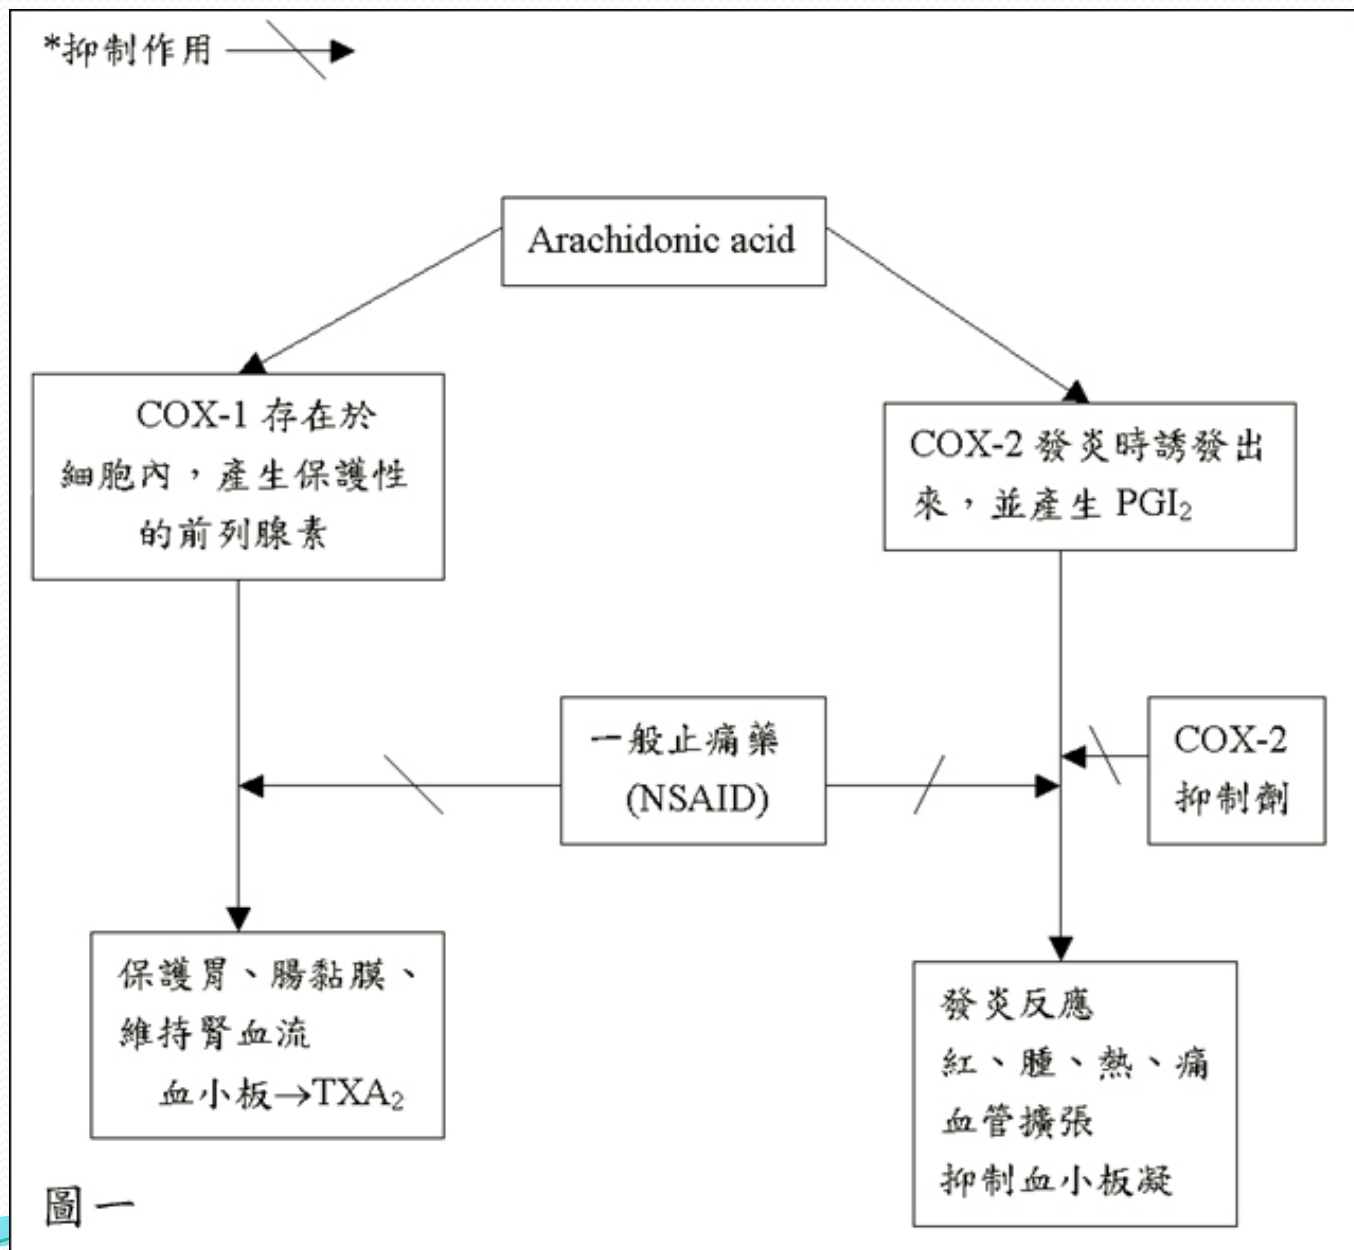 *抑制作用
Arachidonic acid
COX-1 存在於
細胞內，產生保護性
的前列腺素
COX-2 發炎時誘發出
來，並產生 PGI₂
一般止痛藥
(NSAID)
COX-2
抑制劑
保護胃、腸黏膜、
維持腎血流
血小板→TXA₂
發炎反應
紅、腫、熱、痛
血管擴張
抑制血小板凝
圖一